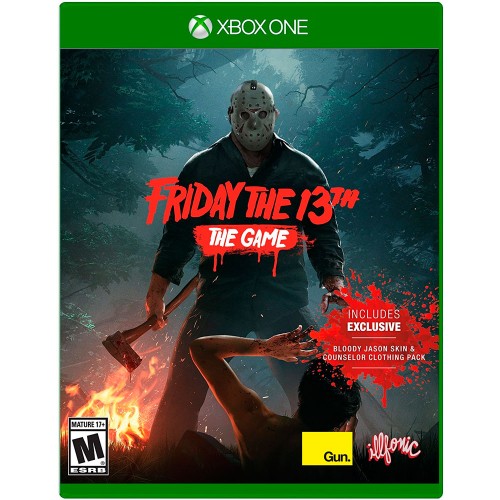 XBOX ONE
FRIDAY THE 13TH
THE GAME
INCLUDES
EXCLUSIVE
BLOODY JASON SKIN &
COUNSELOR CLOTHING PACK
MATURE 17+
M
ESRB
Gun.
illfonic